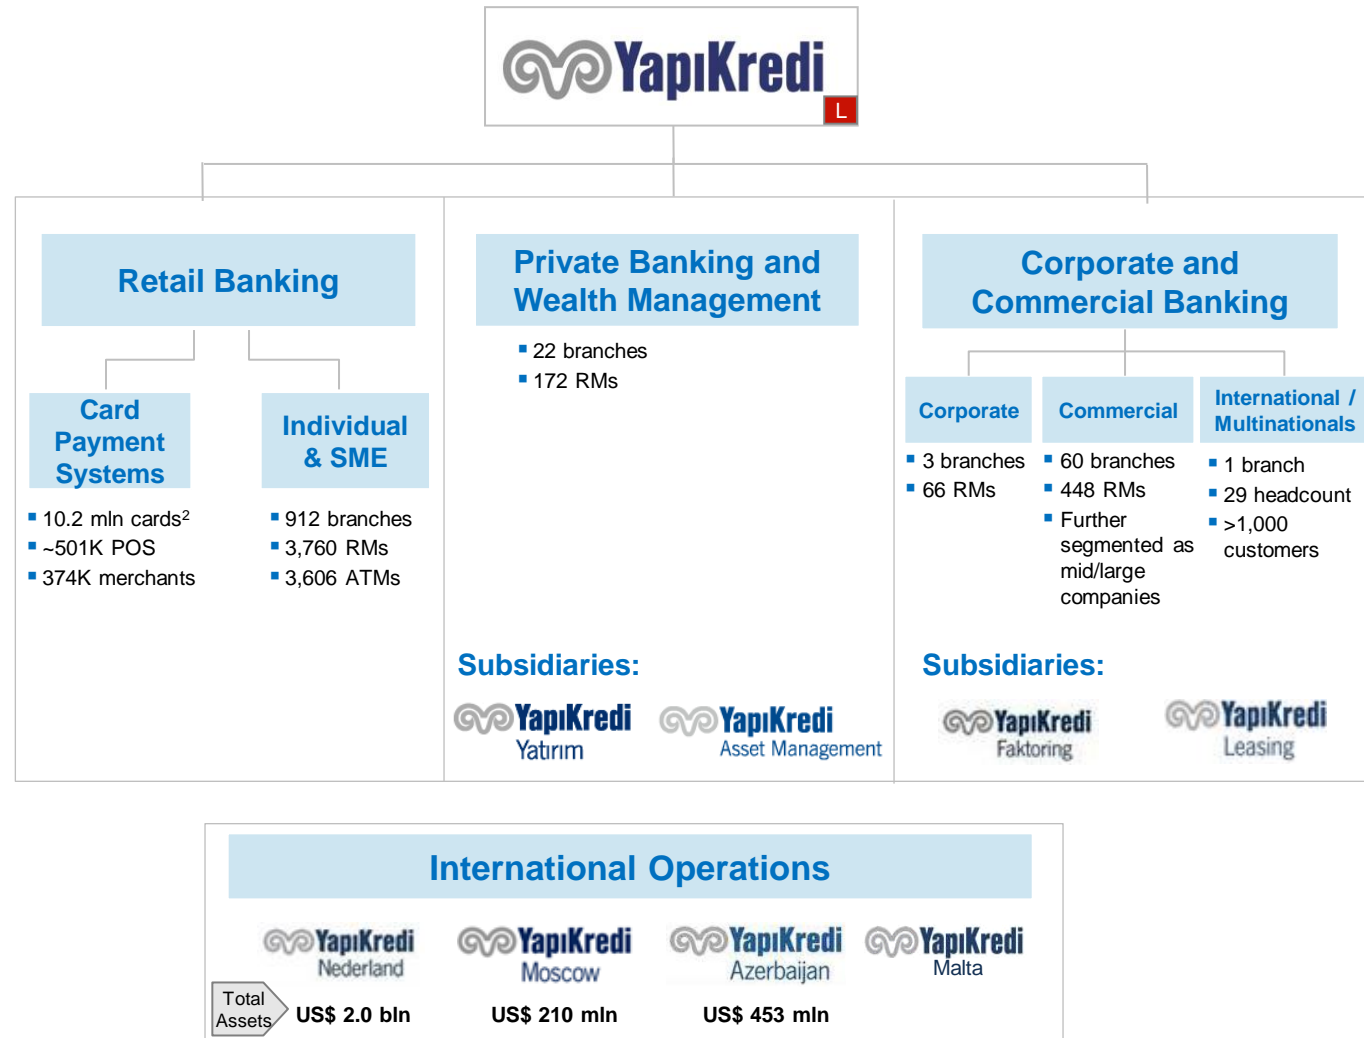 YapıKredi
L
Retail Banking
Private Banking and
Wealth Management
Corporate and
Commercial Banking
Card
Payment
Systems
▪ 10.2 mln cards²
▪ ~501K POS
▪ 374K merchants
Individual
& SME
▪ 912 branches
▪ 3,760 RMs
▪ 3,606 ATMs
▪ 22 branches
▪ 172 RMs
Corporate
▪ 3 branches
▪ 66 RMs
Commercial
▪ 60 branches
▪ 448 RMs
▪ Further
segmented as
mid/large
companies
International /
Multinationals
▪ 1 branch
▪ 29 headcount
▪ >1,000
customers
Subsidiaries:
YapıKredi
Yatırım
YapıKredi
Asset Management
Subsidiaries:
YapıKredi
Faktoring
YapıKredi
Leasing
International Operations
YapıKredi
Nederland
YapıKredi
Moscow
YapıKredi
Azerbaijan
YapıKredi
Malta
Total
Assets
US$ 2.0 bln
US$ 210 mln
US$ 453 mln